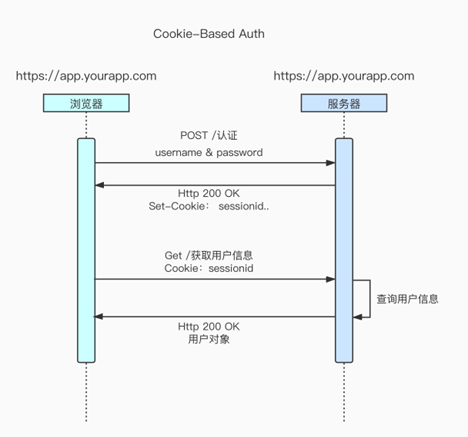 Cookie-Based Auth
https://app.yourapp.com
https://app.yourapp.com
浏览器
服务器
POST /认证
username & password
Http 200 OK
Set-Cookie： sessionid..
Get /获取用户信息
Cookie：sessionid
查询用户信息
Http 200 OK
用户对象